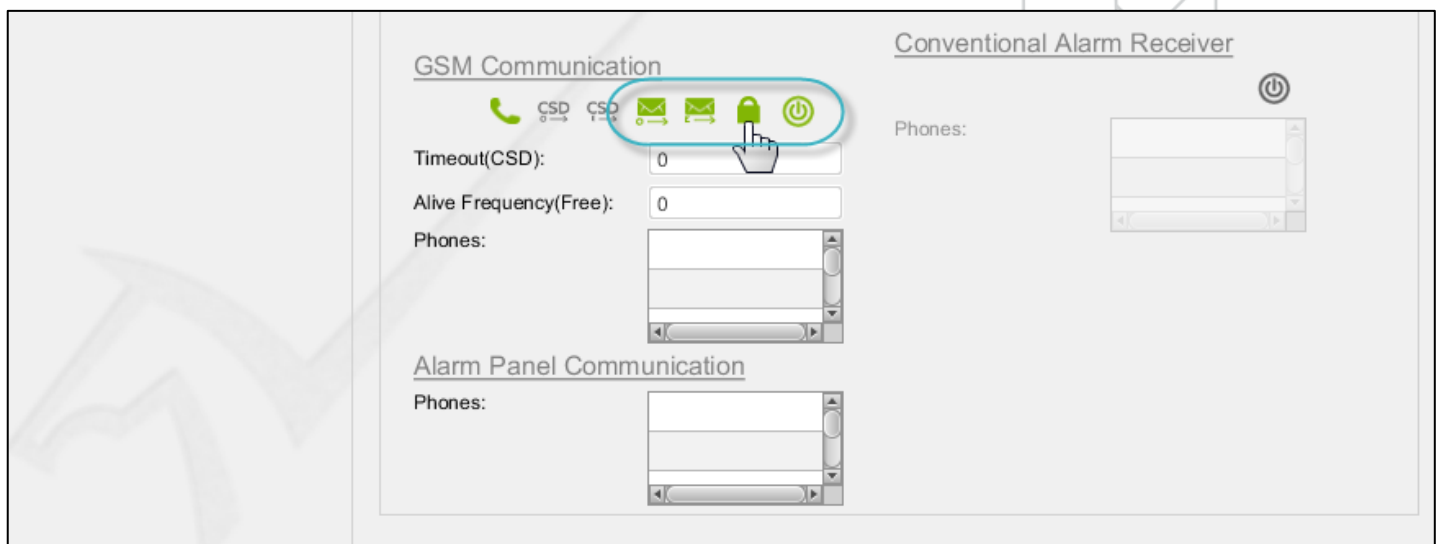 GSM Communication
CSD CSD
Timeout(CSD): 0
Alive Frequency(Free): 0
Phones:
Alarm Panel Communication
Phones:
Conventional Alarm Receiver
Phones: